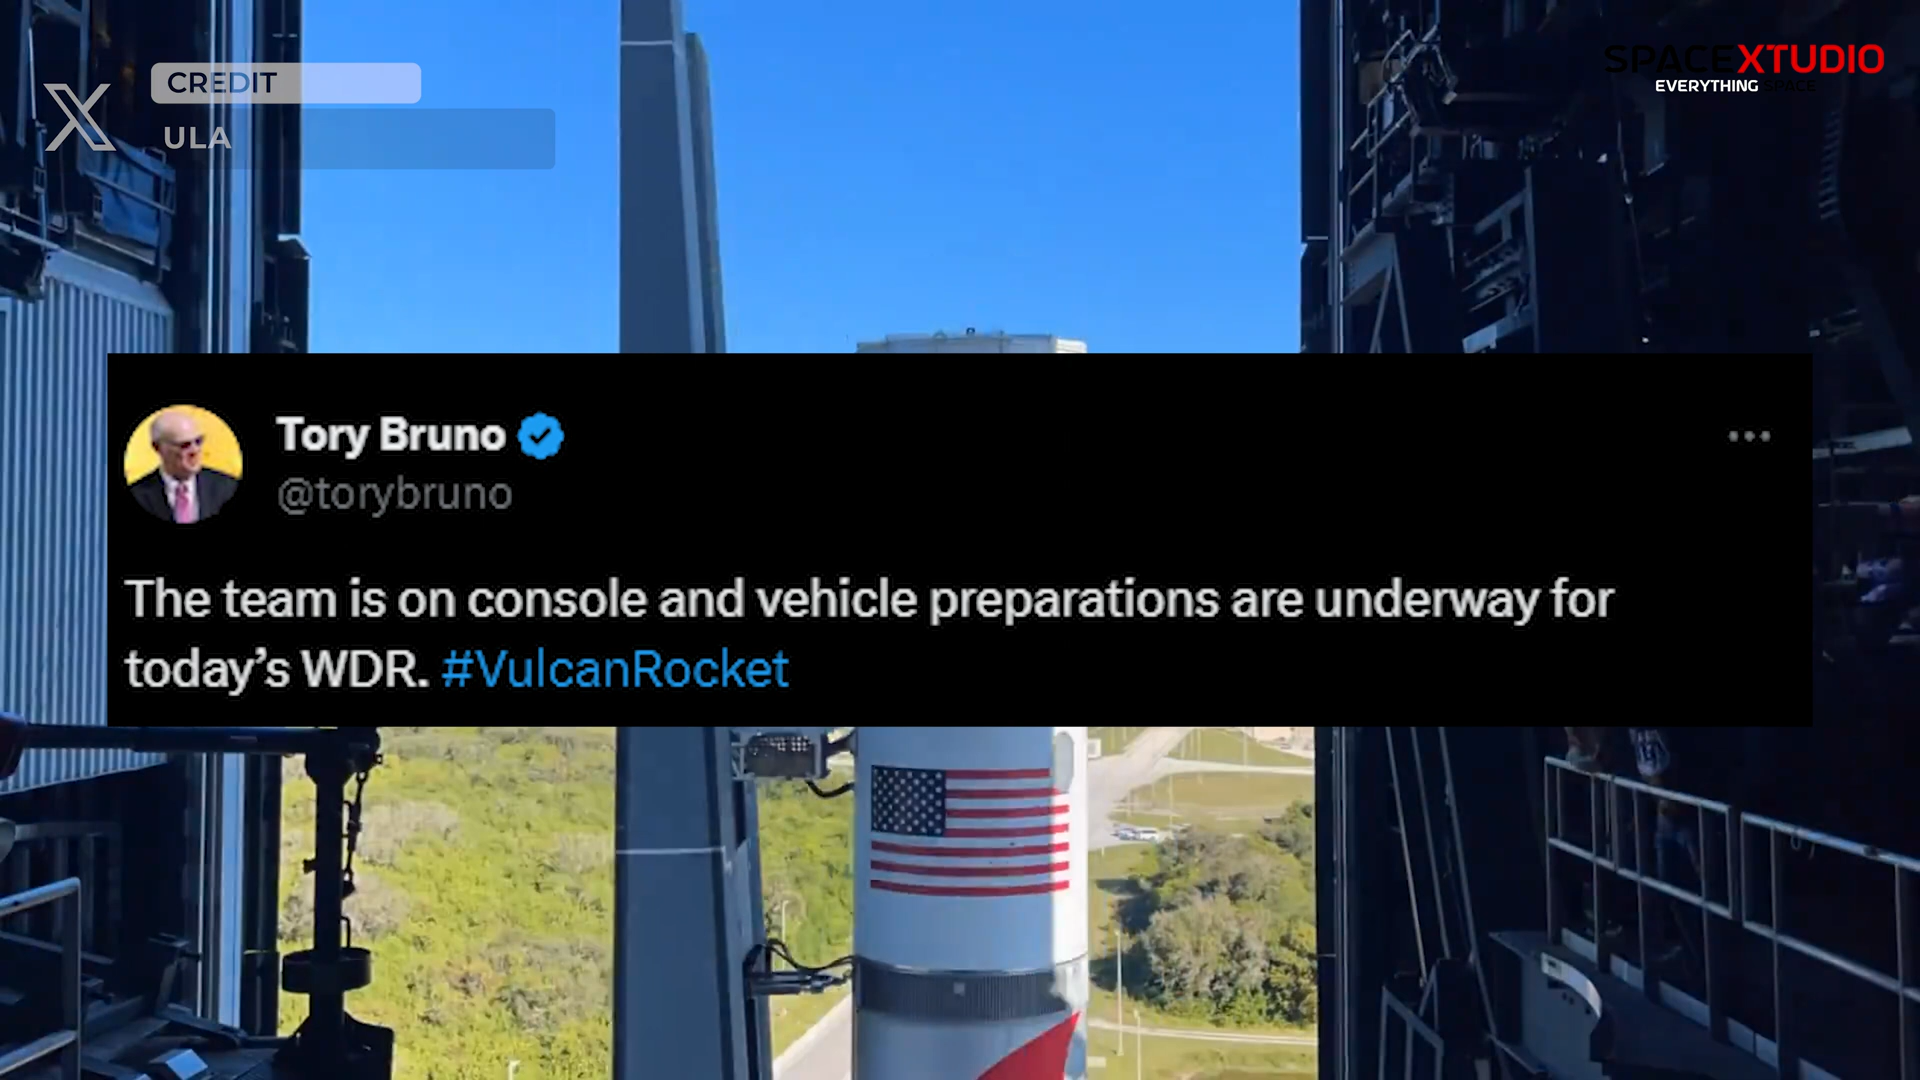 CREDIT
ULA
SPACEXTUDIO
EVERYTHING SPACE
Tory Bruno
@torybruno
The team is on console and vehicle preparations are underway for
today’s WDR. #VulcanRocket